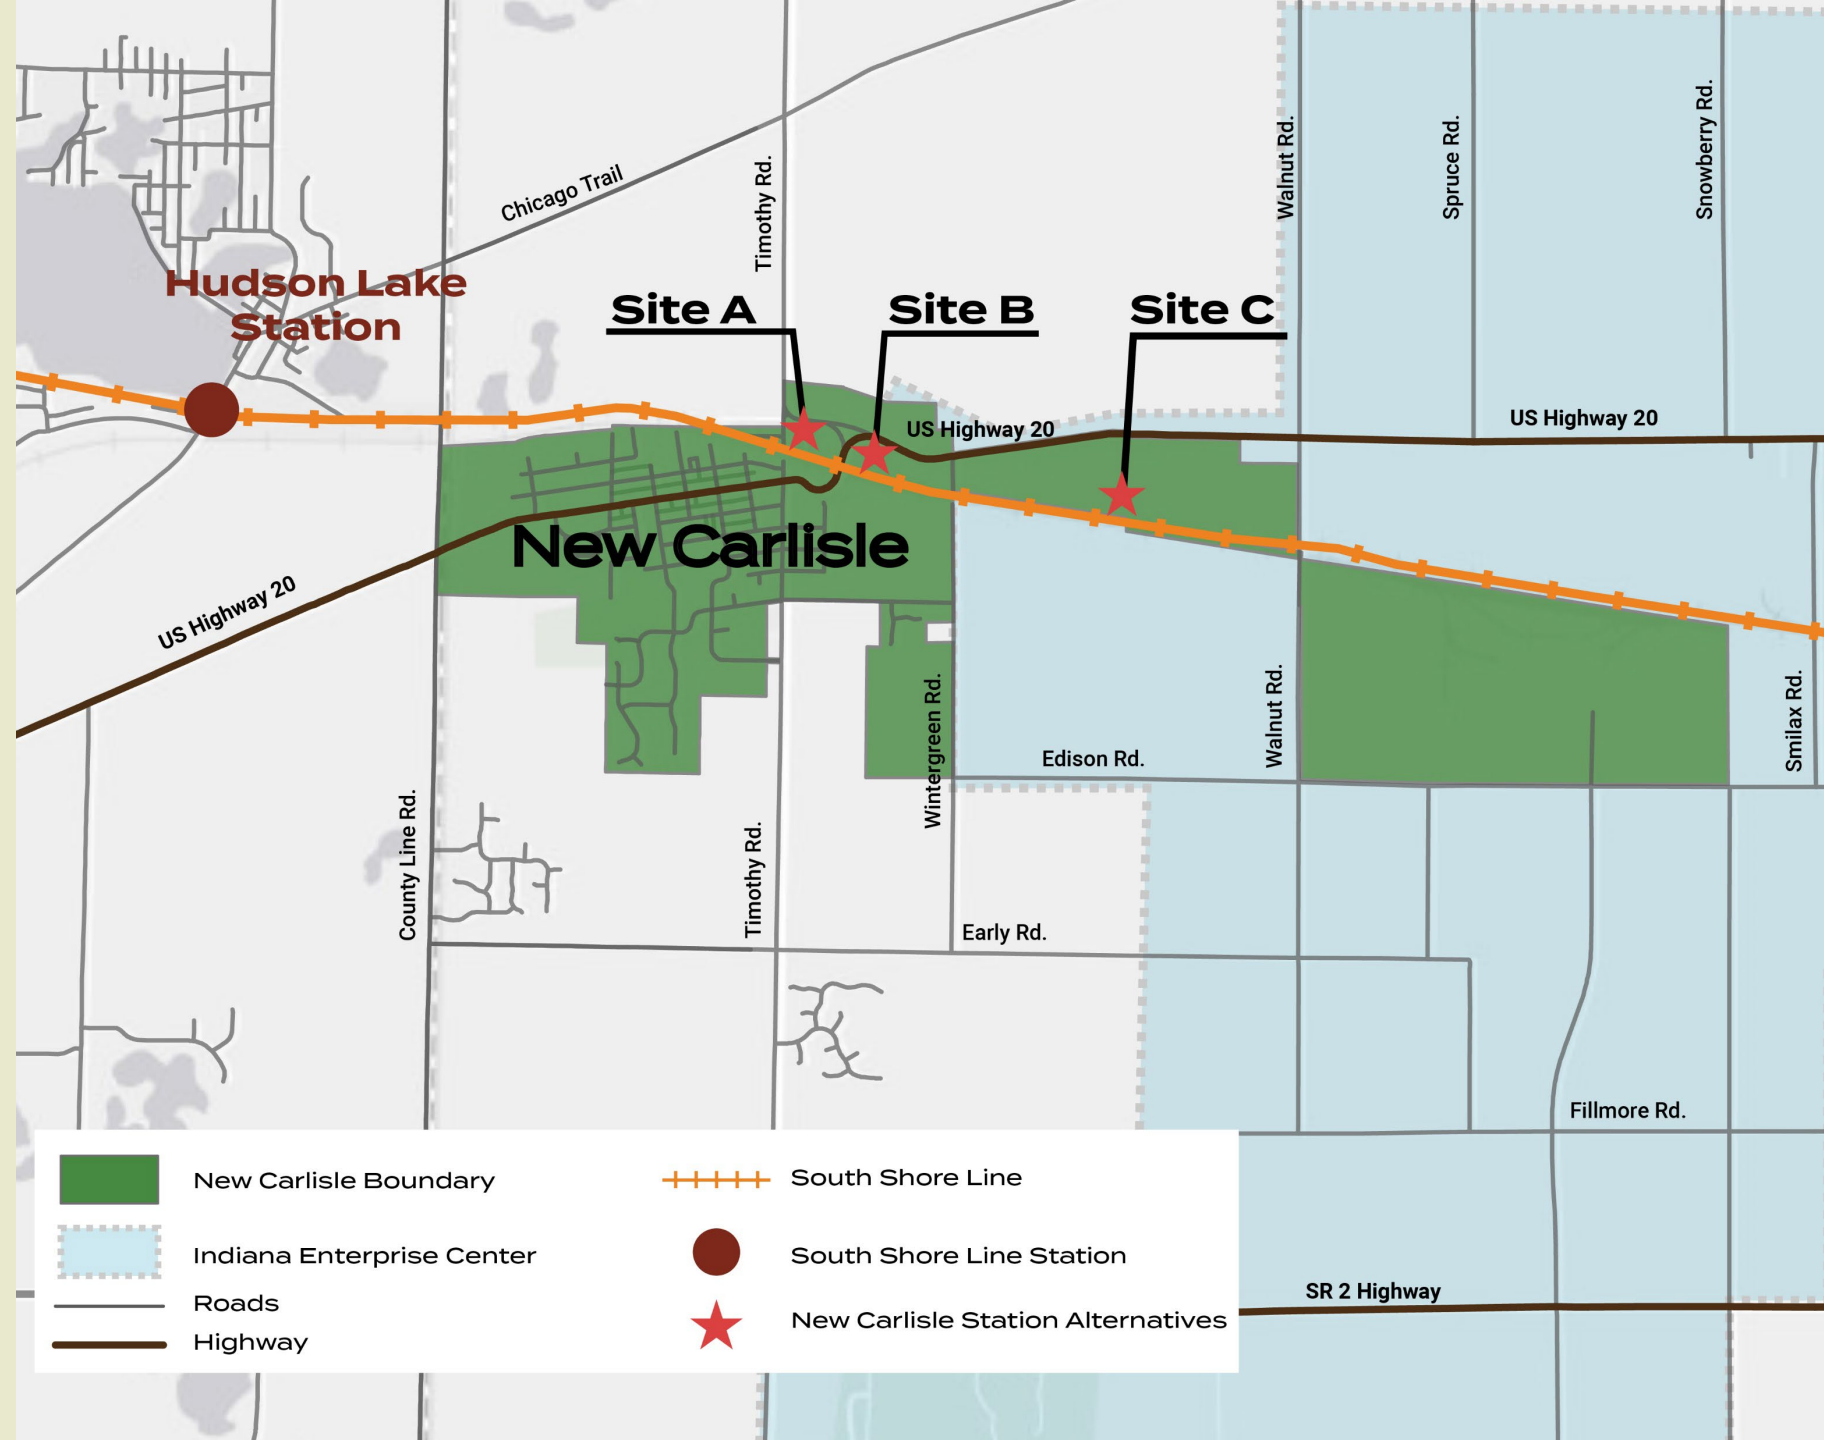 Walnut Rd.
Spruce Rd.
Snowberry Rd.
Chicago Trail
Timothy Rd.
Hudson Lake
Station
Site A
Site B
Site C
US Highway 20
US Highway 20
New Carlisle
US Highway 20
Wintergreen Rd.
Walnut Rd.
Smilax Rd.
Edison Rd.
County Line Rd.
Timothy Rd.
Early Rd.
Fillmore Rd.
SR 2 Highway
New Carlisle Boundary
Indiana Enterprise Center
Roads
Highway
South Shore Line
South Shore Line Station
New Carlisle Station Alternatives